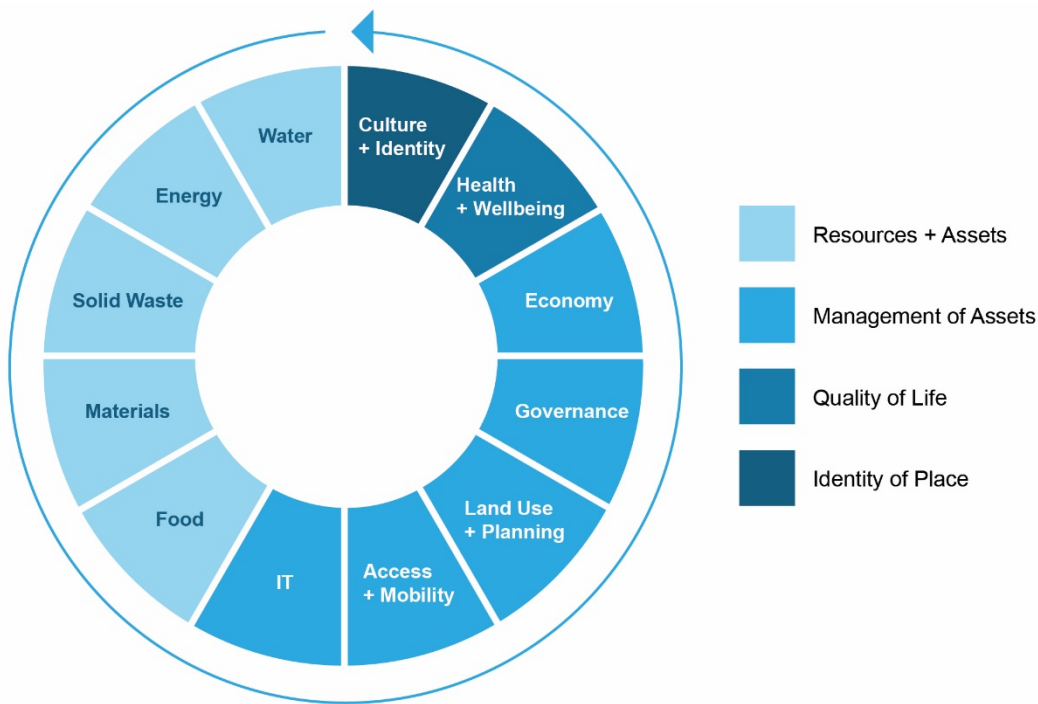 Water
Culture
+ Identity
Health
+ Wellbeing
Economy
Governance
Land Use
+ Planning
Access
+ Mobility
IT
Food
Materials
Solid Waste
Energy
Resources + Assets
Management of Assets
Quality of Life
Identity of Place